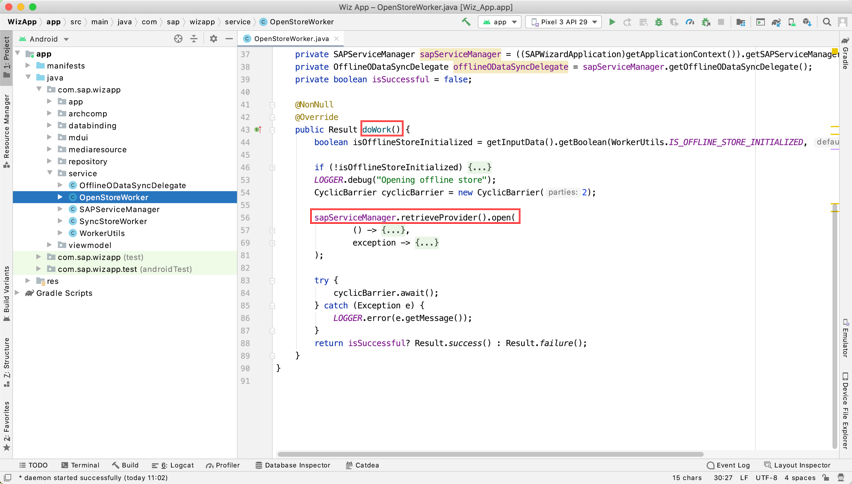 Wiz App – OpenStoreWorker.java [Wiz_App.app]
WizApp app src main java com sap wizapp service OpenStoreWorker
app Pixel 3 API 29
1: Project
Resource Manager
Build Variants
Z: Structure
2: Favorites
Android
app
manifests
java
com.sap.wizapp
app
archcomp
databinding
mdui
mediaresource
repository
service
OfflineODataSyncDelegate
OpenStoreWorker
SAPServiceManager
SyncStoreWorker
WorkerUtils
viewmodel
com.sap.wizapp (test)
com.sap.wizapp.test (androidTest)
res
Gradle Scripts
OpenStoreWorker.java
37 private SAPServiceManager sapServiceManager = ((SAPWizardApplication)getApplicationContext()).getSAPServiceManag
38 private OfflineODataSyncDelegate offlineODataSyncDelegate = sapServiceManager.getOfflineODataSyncDelegate();
39 private boolean isSuccessful = false;
40
41 @NonNull
42 @Override
43 public Result doWork() {
44 boolean isOfflineStoreInitialized = getInputData().getBoolean(WorkerUtils.IS_OFFLINE_STORE_INITIALIZED, defau
45
46 if (!isOfflineStoreInitialized) {...}
53 LOGGER.debug("Opening offline store");
54 CyclicBarrier cyclicBarrier = new CyclicBarrier( parties: 2);
55
56 sapServiceManager.retrieveProvider().open(
57 () -> {...},
69 exception -> {...}
81 );
82
83 try {
84 cyclicBarrier.await();
85 } catch (Exception e) {
86 LOGGER.error(e.getMessage());
87 }
88 return isSuccessful? Result.success() : Result.failure();
89 }
90 }
91
Gradle
Emulator
Device File Explorer
TODO Terminal Build 6: Logcat Profiler Database Inspector Catdea Event Log Layout Inspector
* daemon started successfully (today 11:02) 15 chars 30:27 LF UTF-8 4 spaces